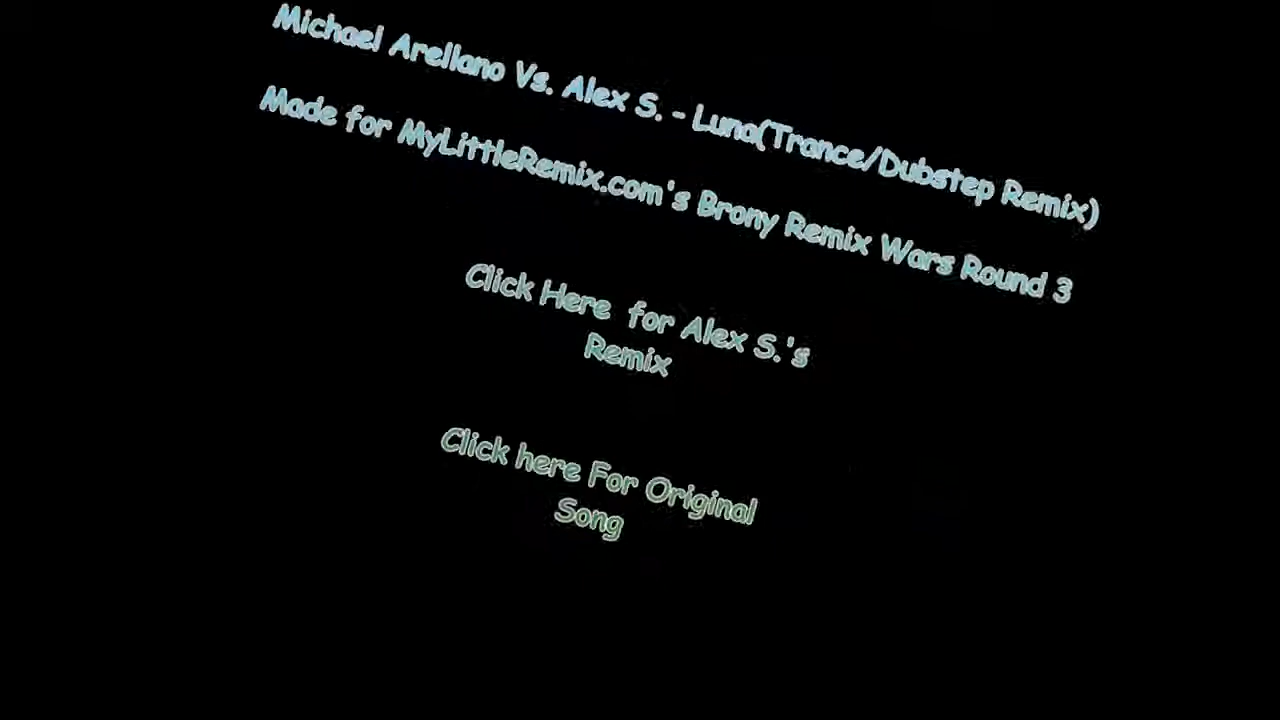 Michael Arellano Vs. Alex S. - Luna(Trance/Dubstep Remix)
Made for MyLittleRemix.com's Brony Remix Wars Round 3
Click Here for Alex S.'s
Remix
Click here For Original
Song